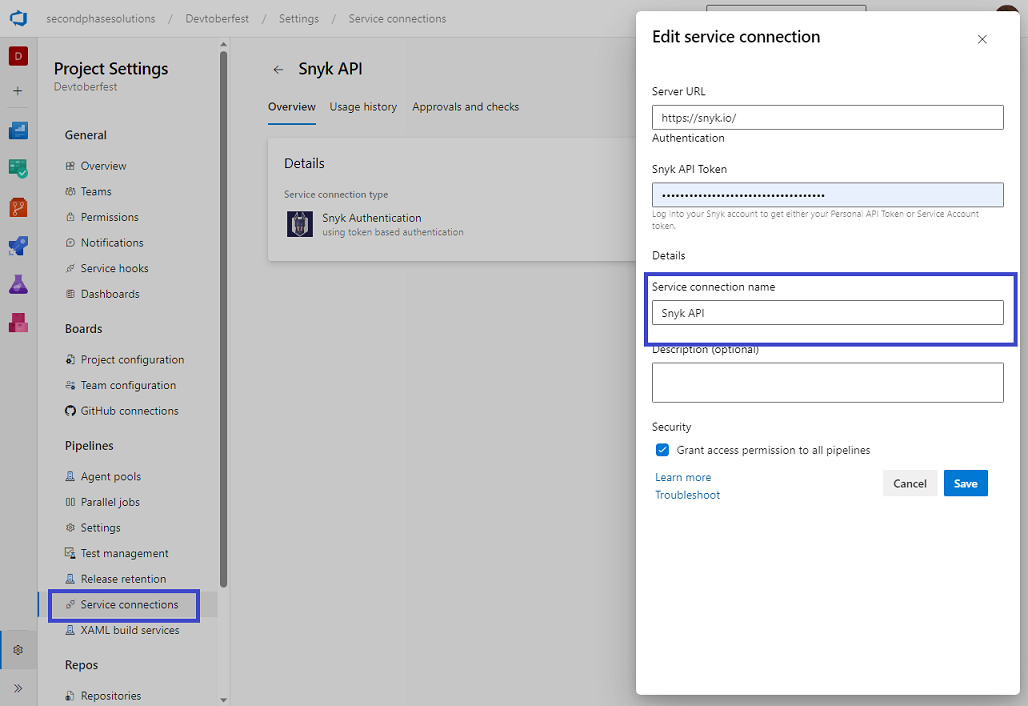 secondphasesolutions / Devtoberfest / Settings / Service connections
D
Project Settings
Devtoberfest
General
Overview
Teams
Permissions
Notifications
Service hooks
Dashboards
Boards
Project configuration
Team configuration
GitHub connections
Pipelines
Agent pools
Parallel jobs
Settings
Test management
Release retention
Service connections
XAML build services
Repos
Repositories
Snyk API
Overview Usage history Approvals and checks
Details
Service connection type
Snyk Authentication
using token based authentication
Edit service connection
Server URL
https://snyk.io/
Authentication
Snyk API Token
Log into your Snyk account to get either your Personal API Token or Service Account
token.
Details
Service connection name
Snyk API
Description (optional)
Security
Grant access permission to all pipelines
Learn more
Troubleshoot
Cancel
Save